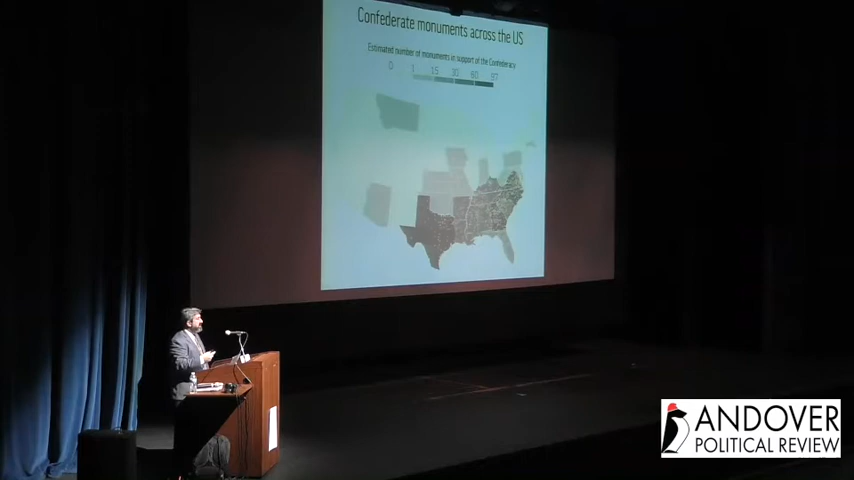 Confederate monuments across the US
Estimated number of monuments in support of the Confederacy
0 1 15 30 60 97
ANDOVER
POLITICAL REVIEW